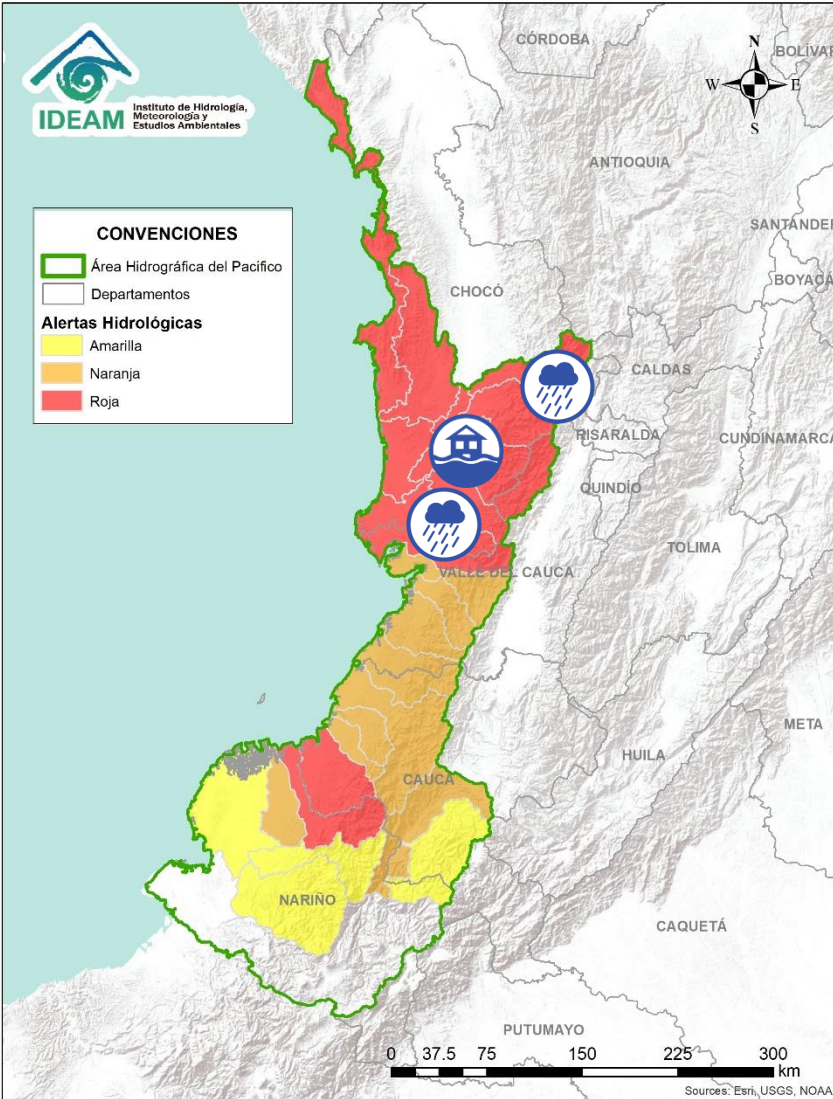 IDEAM
Instituto de Hidrología,
Meteorología y
Estudios Ambientales
CÓRDOBA
BOLÍVAR
N
W E
S
ANTIOQUIA
SANTANDER
CONVENCIONES
Área Hidrográfica del Pacifico
Departamentos
Alertas Hidrológicas
Amarilla
Naranja
Roja
BOYACÁ
CHOCÓ
CALDAS
RISARALDA
CUNDINAMARCA
QUINDÍO
TOLIMA
VALLE DEL CAUCA
META
HUILA
CAUCA
NARIÑO
CAQUETÁ
PUTUMAYO
0 37.5 75 150 225 300
km
Sources: Esri, USGS, NOAA